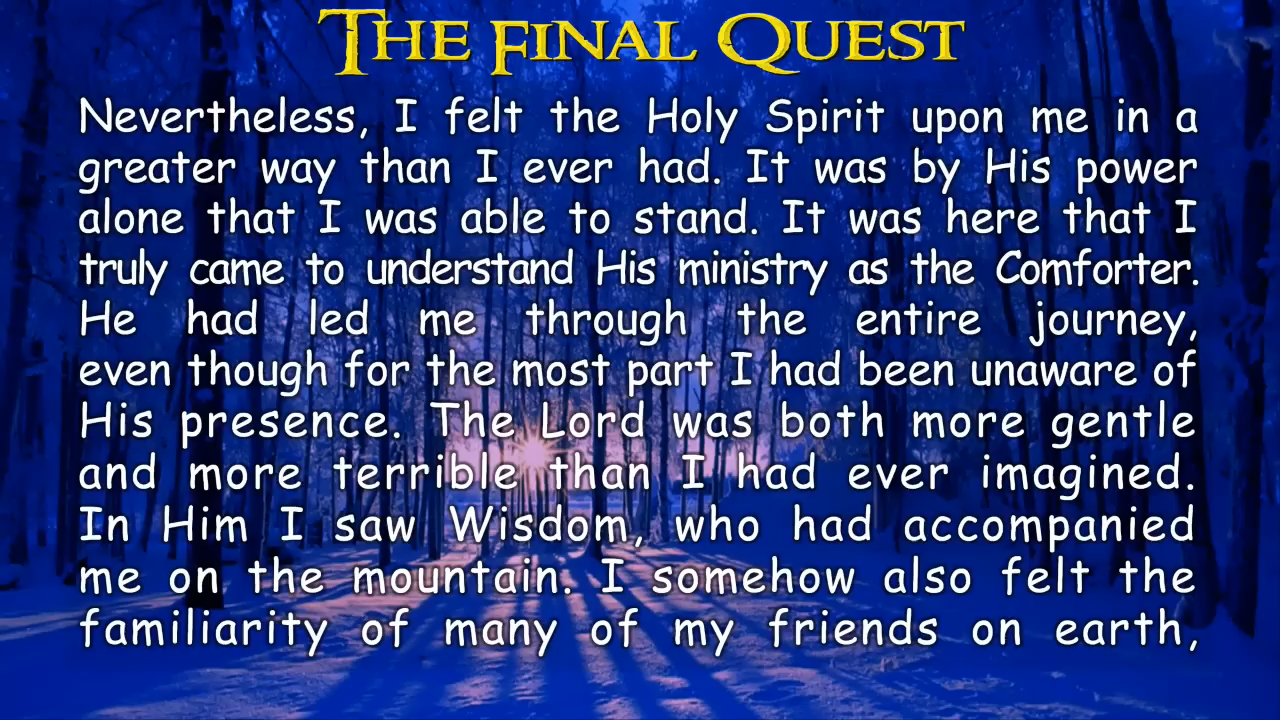 The Final Quest
Nevertheless, I felt the Holy Spirit upon me in a
greater way than I ever had. It was by His power
alone that I was able to stand. It was here that I
truly came to understand His ministry as the Comforter.
He had led me through the entire journey,
even though for the most part I had been unaware of
His presence. The Lord was both more gentle
and more terrible than I had ever imagined.
In Him I saw Wisdom, who had accompanied
me on the mountain. I somehow also felt the
familiarity of many of my friends on earth,